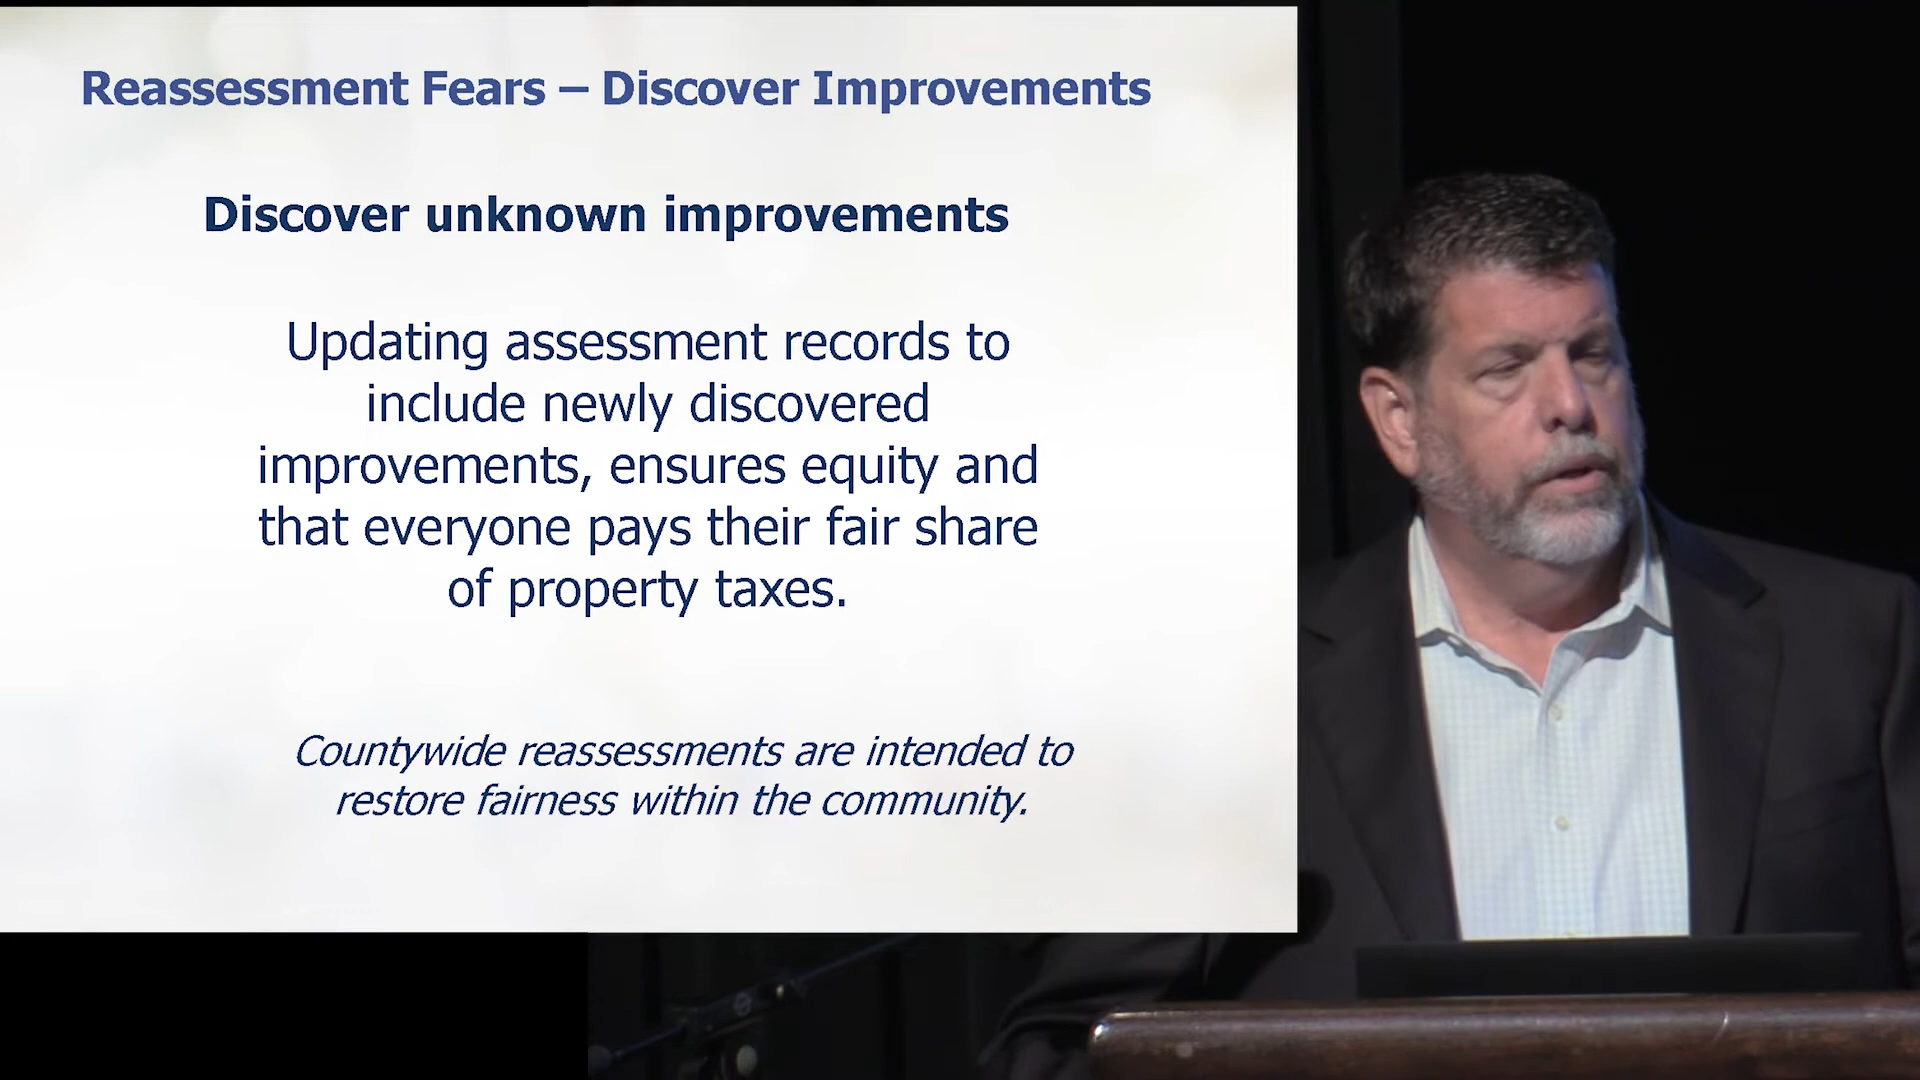 Reassessment Fears – Discover Improvements
Discover unknown improvements
Updating assessment records to
include newly discovered
improvements, ensures equity and
that everyone pays their fair share
of property taxes.
Countywide reassessments are intended to
restore fairness within the community.